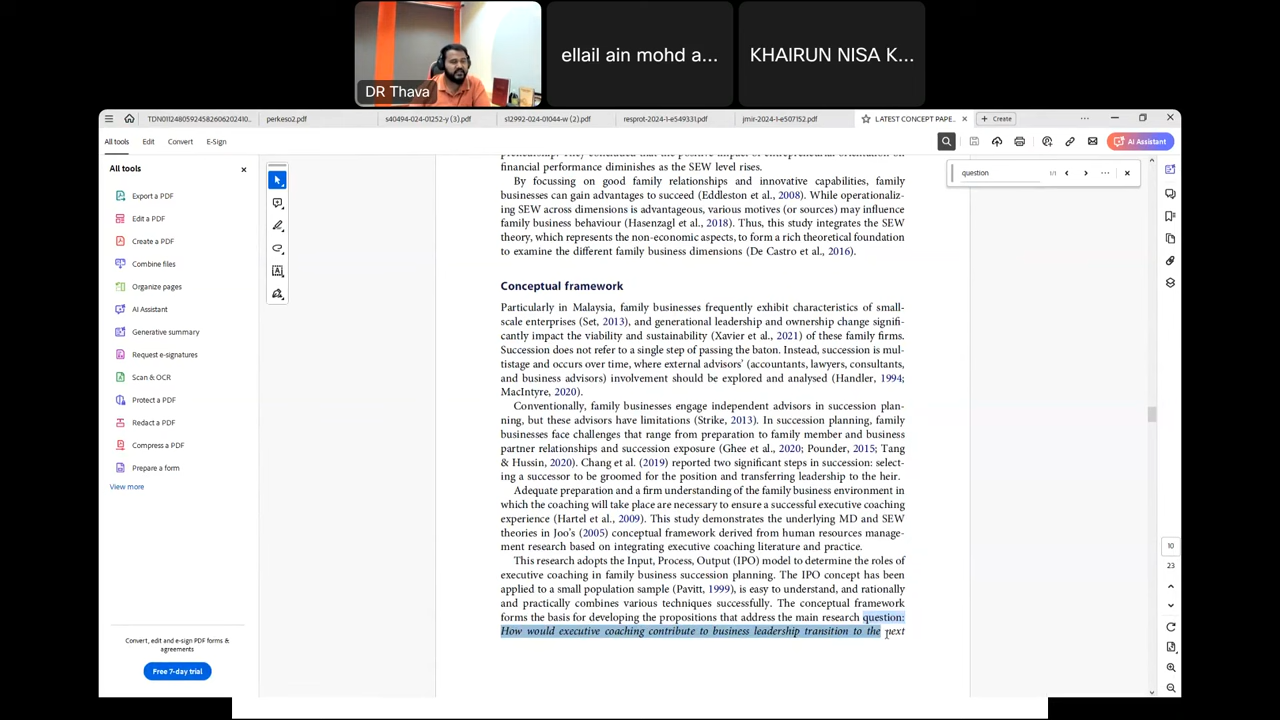 DR Thava
ellail ain mohd a...
KHAIRUN NISA K...
TDN01124805924582606202410...
perkeso2.pdf
s40494-024-01252-y (3).pdf
s12992-024-01044-w (2).pdf
resprot-2024-1-e549331.pdf
jmir-2024-1-e507152.pdf
LATEST CONCEPT PAPE...
Create
All tools
Edit
Convert
E-Sign
AI Assistant
All tools
Export a PDF
Edit a PDF
Create a PDF
Combine files
Organize pages
AI Assistant
Generative summary
Request e-signatures
Scan & OCR
Protect a PDF
Redact a PDF
Compress a PDF
Prepare a form
View more
Convert, edit and e-sign PDF forms &
agreements
Free 7-day trial
question
1/1
financial performance diminishes as the SEW level rises.
By focussing on good family relationships and innovative capabilities, family
businesses can gain advantages to succeed (Eddleston et al., 2008). While operationaliz-
ing SEW across dimensions is advantageous, various motives (or sources) may influence
family business behaviour (Hasenzagl et al., 2018). Thus, this study integrates the SEW
theory, which represents the non-economic aspects, to form a rich theoretical foundation
to examine the different family business dimensions (De Castro et al., 2016).
Conceptual framework
Particularly in Malaysia, family businesses frequently exhibit characteristics of small-
scale enterprises (Set, 2013), and generational leadership and ownership change signifi-
cantly impact the viability and sustainability (Xavier et al., 2021) of these family firms.
Succession does not refer to a single step of passing the baton. Instead, succession is mul-
tistage and occurs over time, where external advisors’ (accountants, lawyers, consultants,
and business advisors) involvement should be explored and analysed (Handler, 1994;
MacIntyre, 2020).
Conventionally, family businesses engage independent advisors in succession plan-
ning, but these advisors have limitations (Strike, 2013). In succession planning, family
businesses face challenges that range from preparation to family member and business
partner relationships and succession exposure (Ghee et al., 2020; Pounder, 2015; Tang
& Hussin, 2020). Chang et al. (2019) reported two significant steps in succession: select-
ing a successor to be groomed for the position and transferring leadership to the heir.
Adequate preparation and a firm understanding of the family business environment in
which the coaching will take place are necessary to ensure a successful executive coaching
experience (Hartel et al., 2009). This study demonstrates the underlying MD and SEW
theories in Joo’s (2005) conceptual framework derived from human resources manage-
ment research based on integrating executive coaching literature and practice.
This research adopts the Input, Process, Output (IPO) model to determine the roles of
executive coaching in family business succession planning. The IPO concept has been
applied to a small population sample (Pavitt, 1999), is easy to understand, and rationally
and practically combines various techniques successfully. The conceptual framework
forms the basis for developing the propositions that address the main research question:
How would executive coaching contribute to business leadership transition to the next
10
23